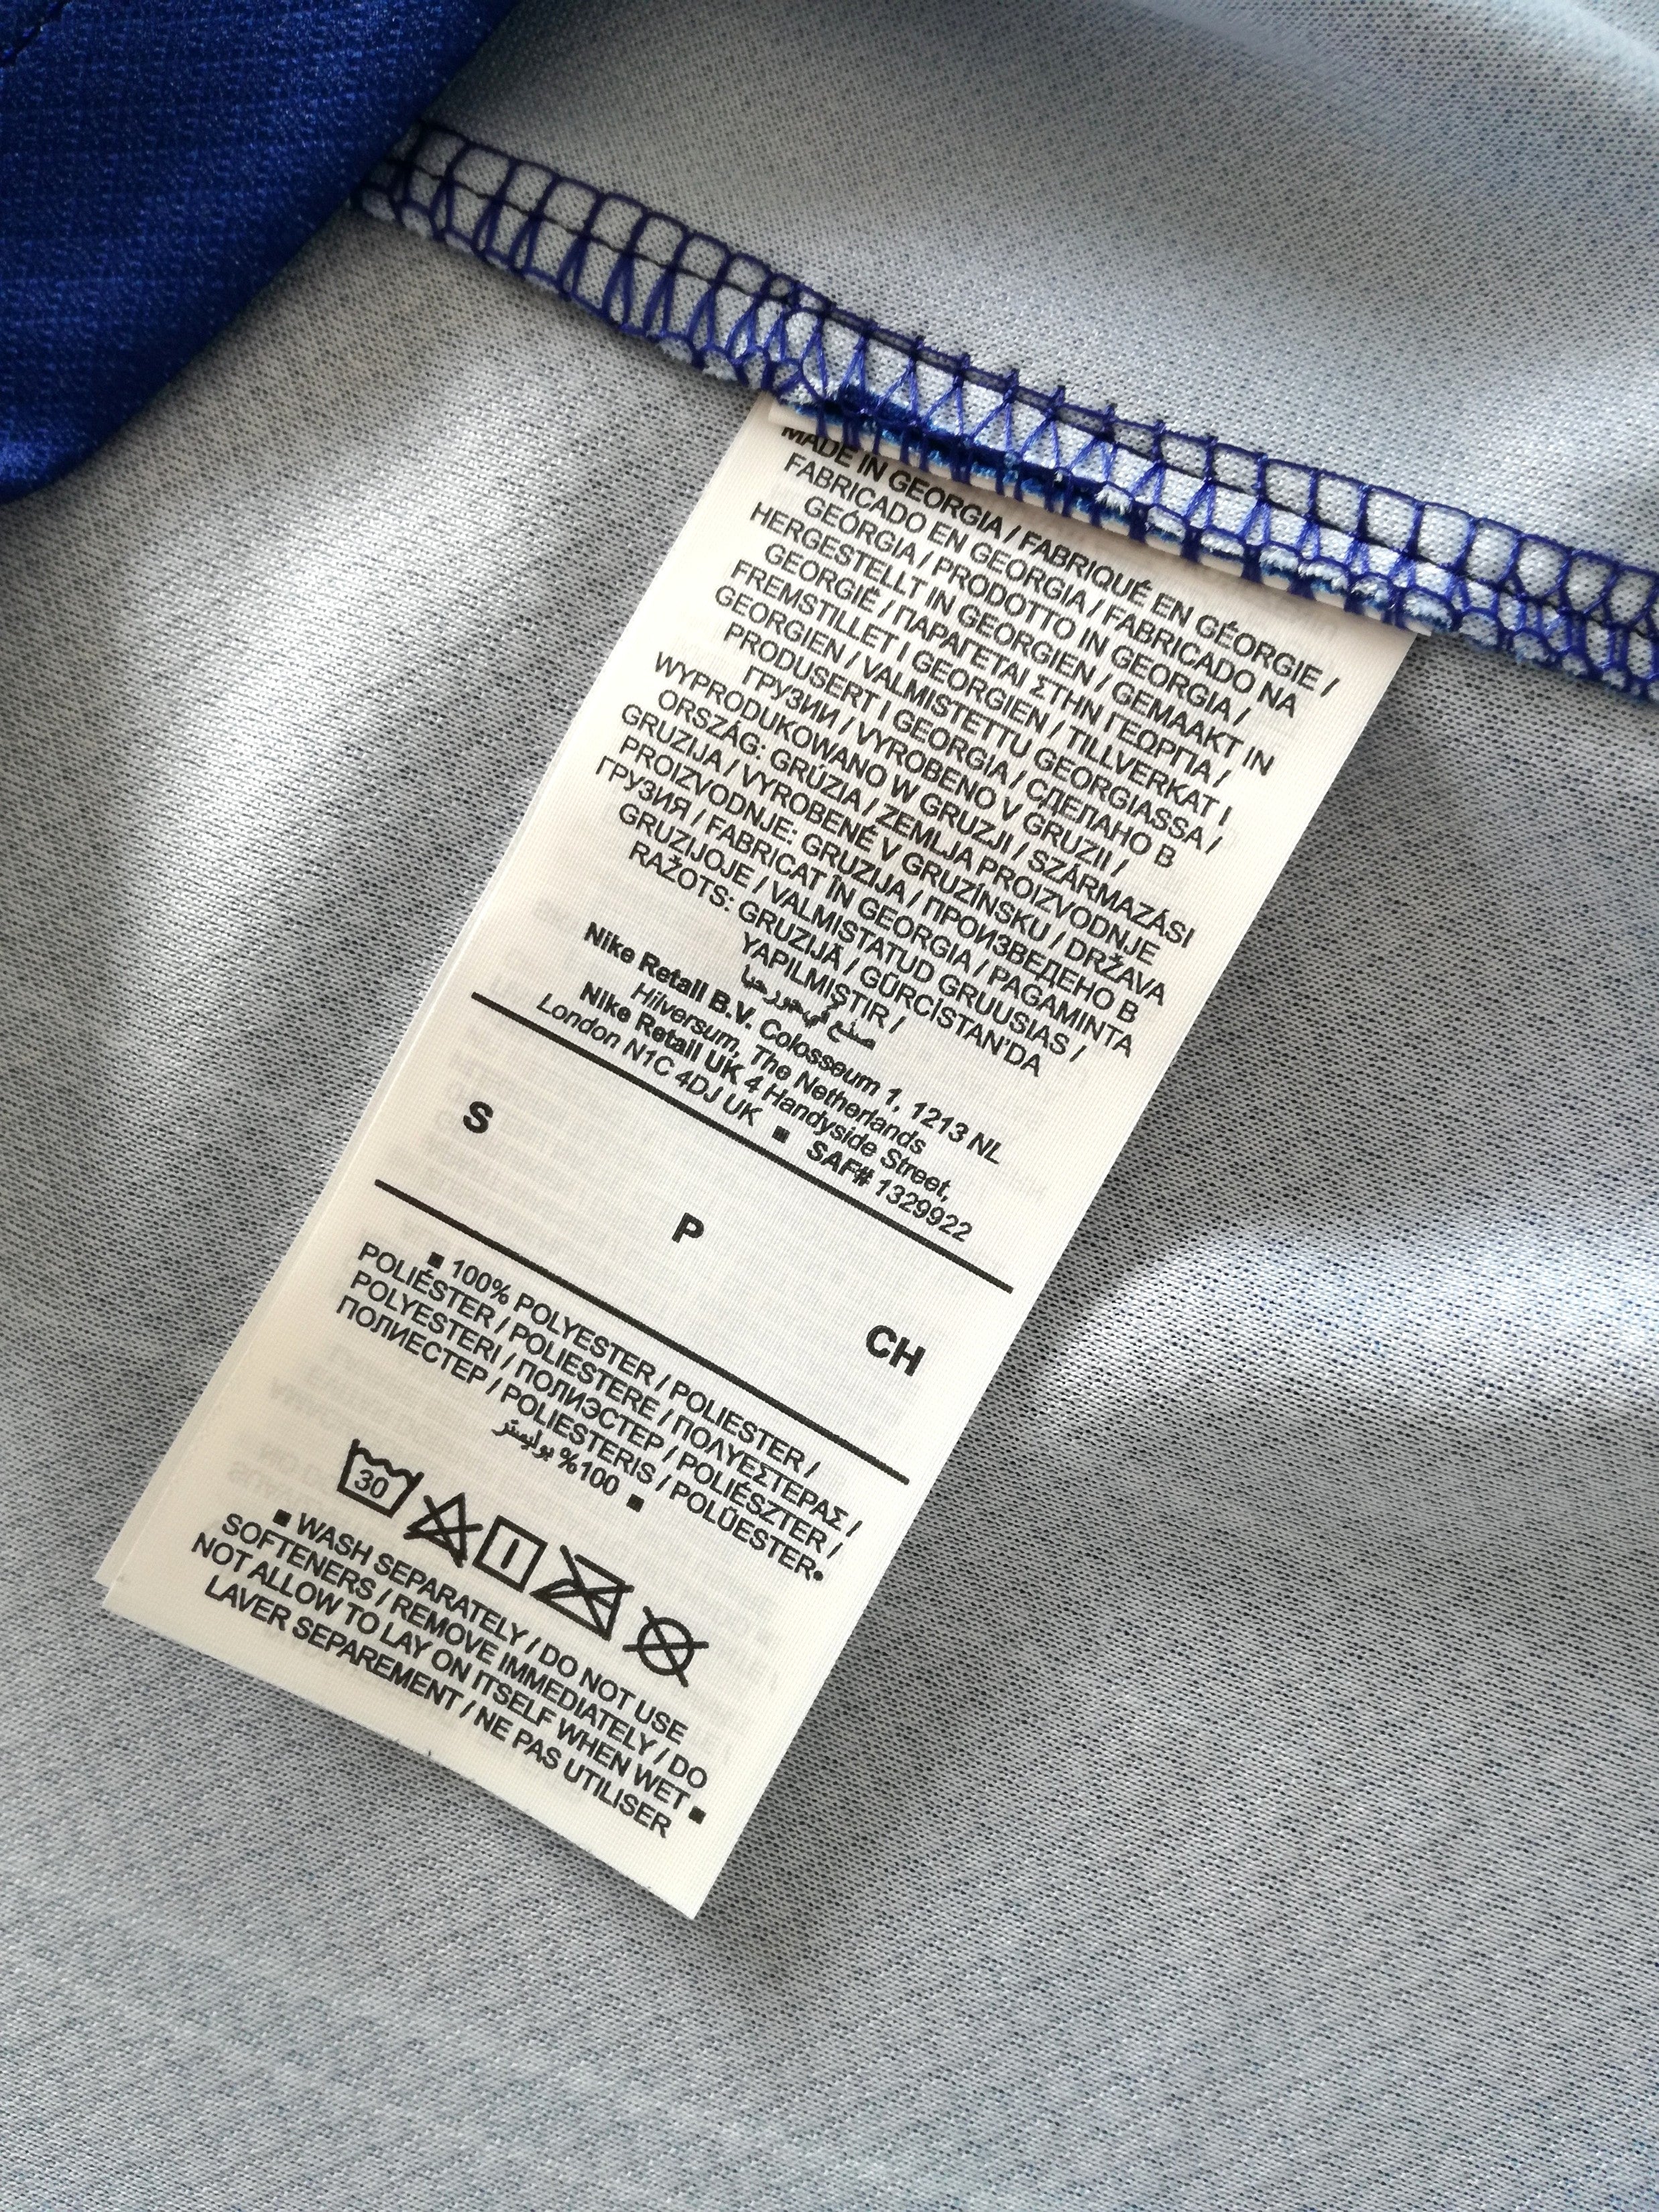 MADE IN GEORGIA / FABRIQUÉ EN GÉORGIE /
FABRICADO EN GEORGIA / FABRICADO NA
GEÓRGIA / PRODOTTO IN GEORGIA /
HERGESTELLT IN GEORGIEN / GEMAAKT IN
GEORGIË / ΠΑΡΑΓΕΤΑΙ ΣΤΗΝ ΓΕΩΡΓΙΑ /
FREMSTILLET I GEORGIEN / TILLVERKAT I
GEORGIEN / VALMISTETTU GEORGIASSA /
PRODUSERT I GEORGIA / СДЕЛАНО В
ГРУЗИИ / VYROBENO V GRUZII /
WYPRODUKOWANO W GRUZJI / SZÁRMAZÁSI
ORSZÁG: GRÚZIA / ZEMLJA PROIZVODNJE
GRUZIJA / VYROBENÉ V GRUZÍNSKU / DRŽAVA
PROIZVODNJE: GRUZIJA / ПРОИЗВЕДЕНО В
ГРУЗИЯ / FABRICAT ÎN GEORGIA / PAGAMINTA
GRUZIJOJE / VALMISTATUD GRUUSIAS /
RAŽOTS: GRUZIJĀ / GÜRCİSTAN'DA
YAPILMIŞTIR /
صنع في جورجيا
Nike Retail B.V. Colosseum 1, 1213 NL
Hilversum, The Netherlands
Nike Retail UK 4 Handyside Street,
London N1C 4DJ UK ■ SAF# 1329922
S P CH
■ 100% POLYESTER / POLIESTER /
POLIÉSTER / POLIESTERE / ΠΟΛΥΕΣΤΕΡΑΣ /
POLYESTERI / ПОЛИЭСТЕР / POLIÉSZTER /
ПОЛИЕСТЕР / POLIESTERIS / POLÜESTER•
100% بوليستر ■
30
■ WASH SEPARATELY / DO NOT USE
SOFTENERS / REMOVE IMMEDIATELY / DO
NOT ALLOW TO LAY ON ITSELF WHEN WET ■
LAVER SEPAREMENT / NE PAS UTILISER